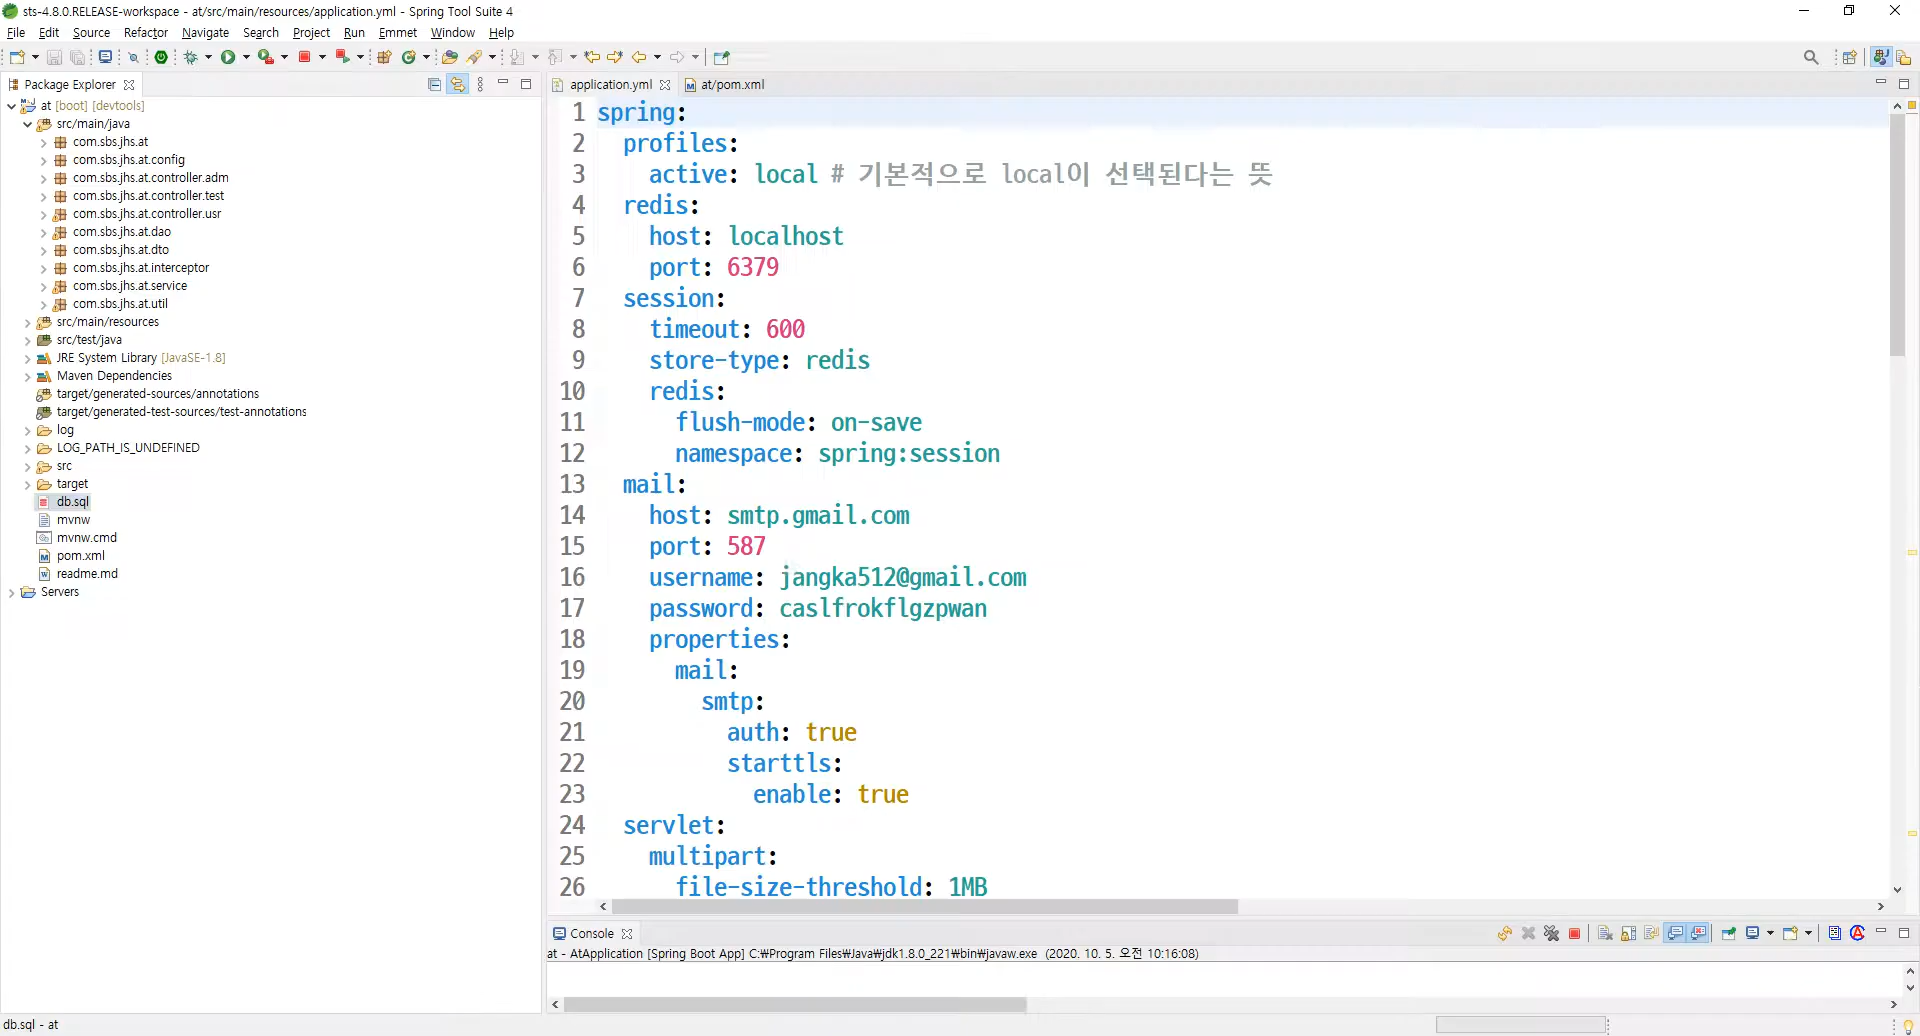 sts-4.8.0.RELEASE-workspace - at/src/main/resources/application.yml - Spring Tool Suite 4
File Edit Source Refactor Navigate Search Project Run Emmet Window Help
Package Explorer
at [boot] [devtools]
src/main/java
com.sbs.jhs.at
com.sbs.jhs.at.config
com.sbs.jhs.at.controller.adm
com.sbs.jhs.at.controller.test
com.sbs.jhs.at.controller.usr
com.sbs.jhs.at.dao
com.sbs.jhs.at.dto
com.sbs.jhs.at.interceptor
com.sbs.jhs.at.service
com.sbs.jhs.at.util
src/main/resources
src/test/java
JRE System Library [JavaSE-1.8]
Maven Dependencies
target/generated-sources/annotations
target/generated-test-sources/test-annotations
log
LOG_PATH_IS_UNDEFINED
src
target
db.sql
mvnw
mvnw.cmd
pom.xml
readme.md
Servers
application.yml at/pom.xml
1 spring:
2 profiles:
3 active: local # 기본적으로 local이 선택된다는 뜻
4 redis:
5 host: localhost
6 port: 6379
7 session:
8 timeout: 600
9 store-type: redis
10 redis:
11 flush-mode: on-save
12 namespace: spring:session
13 mail:
14 host: smtp.gmail.com
15 port: 587
16 username: jangka512@gmail.com
17 password: caslfrokflgzpwan
18 properties:
19 mail:
20 smtp:
21 auth: true
22 starttls:
23 enable: true
24 servlet:
25 multipart:
26 file-size-threshold: 1MB
Console
at - AtApplication [Spring Boot App] C:₩Program Files₩Java₩jdk1.8.0_221₩bin₩javaw.exe (2020. 10. 5. 오전 10:16:08)
db.sql - at